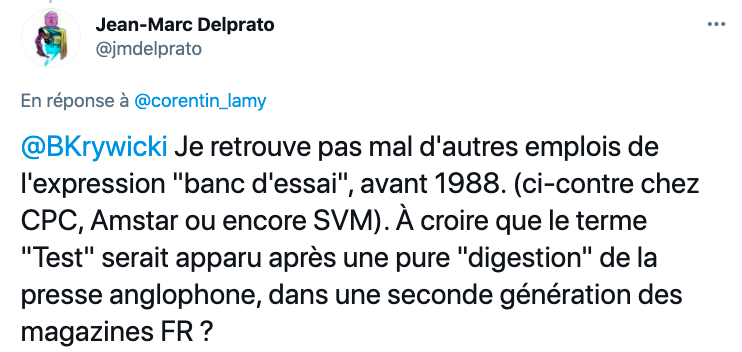 Jean-Marc Delprato
@jmdelprato
En réponse à @corentin_lamy
@BKrywicki Je retrouve pas mal d'autres emplois de
l'expression "banc d'essai", avant 1988. (ci-contre chez
CPC, Amstar ou encore SVM). À croire que le terme
"Test" serait apparu après une pure "digestion" de la
presse anglophone, dans une seconde génération des
magazines FR ?